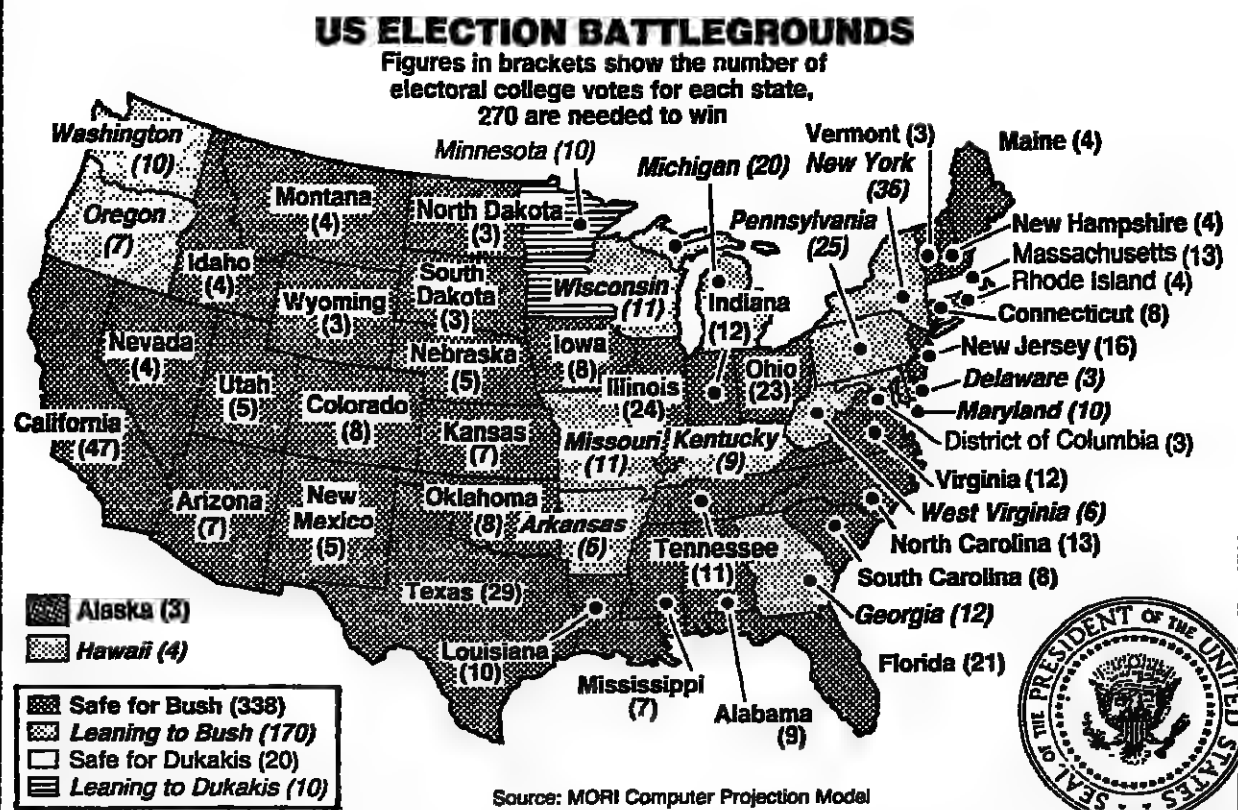 US ELECTION BATTLEGROUNDS
Figures in brackets show the number of
electoral college votes for each state,
270 are needed to win
Washington
(10)
Minnesota (10)
Michigan (20)
Vermont (3)
New York
(36)
Maine (4)
Oregon
(7)
Montana
(4)
North Dakota
(3)
Pennsylvania
(25)
New Hampshire (4)
Massachusetts (13)
Rhode Island (4)
Connecticut (8)
Idaho
(4)
Wyoming
(3)
South
Dakota
(3)
Wisconsin
(11)
Indiana
(12)
New Jersey (16)
Delaware (3)
Maryland (10)
District of Columbia (3)
Nevada
(4)
Utah
(5)
Colorado
(8)
Nebraska
(5)
Iowa
(8)
Illinois
(24)
Ohio
(23)
California
(47)
Kansas
(7)
Missouri
(11)
Kentucky
(9)
Virginia (12)
West Virginia (6)
North Carolina (13)
South Carolina (8)
Georgia (12)
Arizona
(7)
New
Mexico
(5)
Oklahoma
(8)
Arkansas
(6)
Tennessee
(11)
Texas (29)
Louisiana
(10)
Mississippi
(7)
Alabama
(9)
Florida (21)
Alaska (3)
Hawaii (4)
Safe for Bush (338)
Leaning to Bush (170)
Safe for Dukakis (20)
Leaning to Dukakis (10)
Source: MORI Computer Projection Model
SEAL OF THE PRESIDENT OF THE UNITED STATES